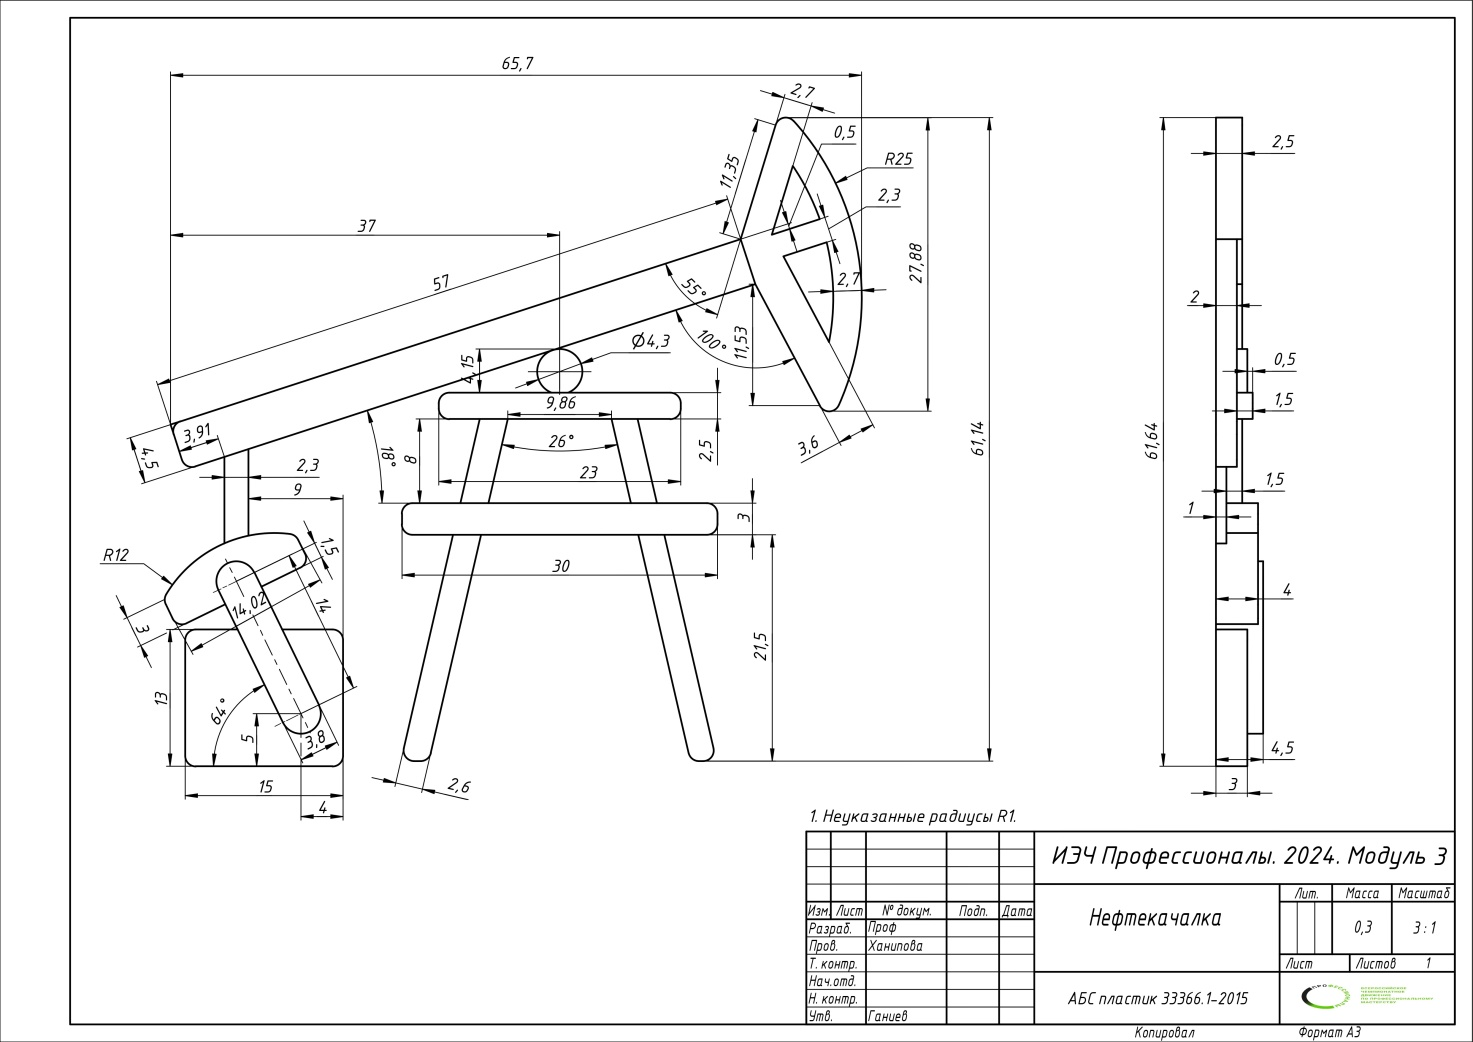 65,7
2,7
0,5
R25
2,3
11,35
37
57
27,88
2,7
55°
100°
11,53
61,14
Ø4,3
4,15
9,86
26°
23
2,5
3,6
3,91
4,5
18°
8
2,3
9
3
30
R12
1,5
14,02
14
3
13
64°
5
3,8
15
4
21,5
2,6
2,5
2
0,5
1,5
61,64
1,5
1
4
4,5
3
1. Неуказанные радиусы R1.
ИЭЧ Профессионалы. 2024. Модуль 3
Нефтекачалка
Лит. Масса Масштаб
0,3 3:1
Изм. Лист № докум. Подп. Дата
Разраб. Проф
Пров. Ханипова
Т. контр.
Нач.отд.
Н. контр.
Утв. Ганиев
Лист Листов 1
АБС пластик 33366.1-2015
Копировал Формат А3